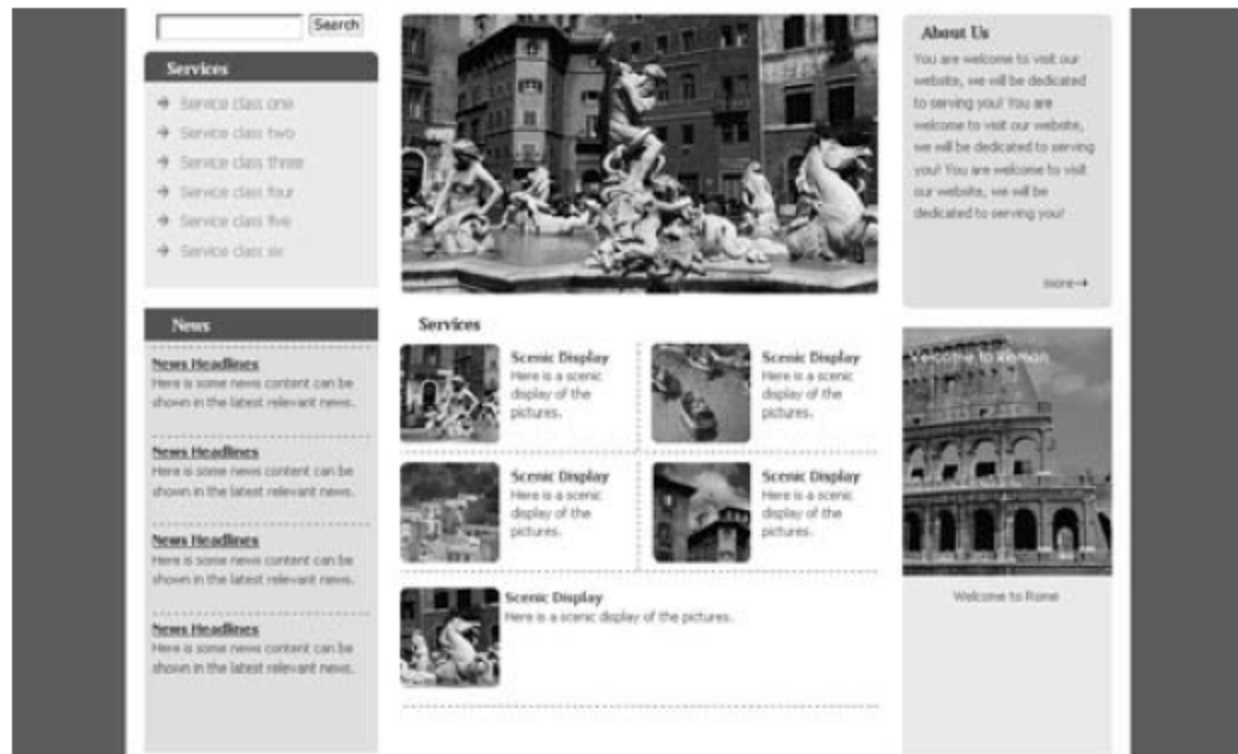 Search
Services
Service class one
Service class two
Service class three
Service class four
Service class five
Service class six
News
News Headlines
Here is some news content can be
shown in the latest relevant news.
News Headlines
Here is some news content can be
shown in the latest relevant news.
News Headlines
Here is some news content can be
shown in the latest relevant news.
News Headlines
Here is some news content can be
shown in the latest relevant news.
Services
Scenic Display
Here is a scenic
display of the
pictures.
Scenic Display
Here is a scenic
display of the
pictures.
Scenic Display
Here is a scenic
display of the
pictures.
Scenic Display
Here is a scenic
display of the
pictures.
Scenic Display
Here is a scenic display of the pictures.
About Us
You are welcome to visit our
website, we will be dedicated
to serving you! You are
welcome to visit our website,
we will be dedicated to serving
you! You are welcome to visit
our website, we will be
dedicated to serving you!
more→
Welcome to
Welcome to Rome